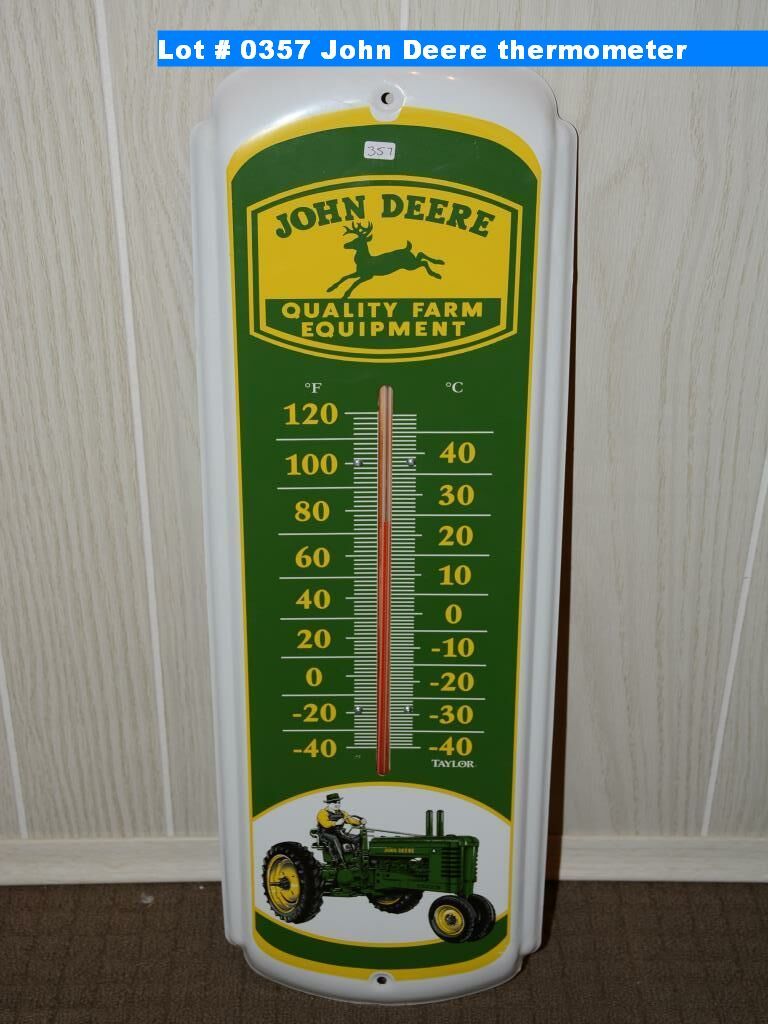 Lot # 0357 John Deere thermometer
357
JOHN DEERE
QUALITY FARM
EQUIPMENT
°F °C
120
40
100
30
80
20
60
10
40
0
20
-10
0
-20
-20
-30
-40
-40
TAYLOR
JOHN DEERE